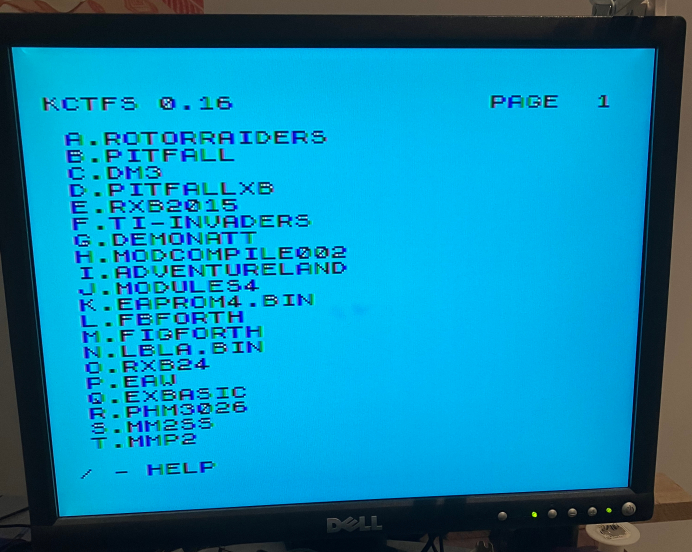 KCTFS 0.16 PAGE 1
A.ROTORRAIDERS
B.PITFALL
C.DM3
D.PITFALLXB
E.RXB2015
F.TI-INVADERS
G.DEMONATT
H.MODCOMPILE002
I.ADVENTURELAND
J.MODULES4
K.EAPROM4.BIN
L.FBFORTH
M.FIGFORTH
N.LBLA.BIN
O.RXB24
P.EAW
Q.EXBASIC
R.PHM3026
S.MM2SS
T.MMP2
/ - HELP
DELL